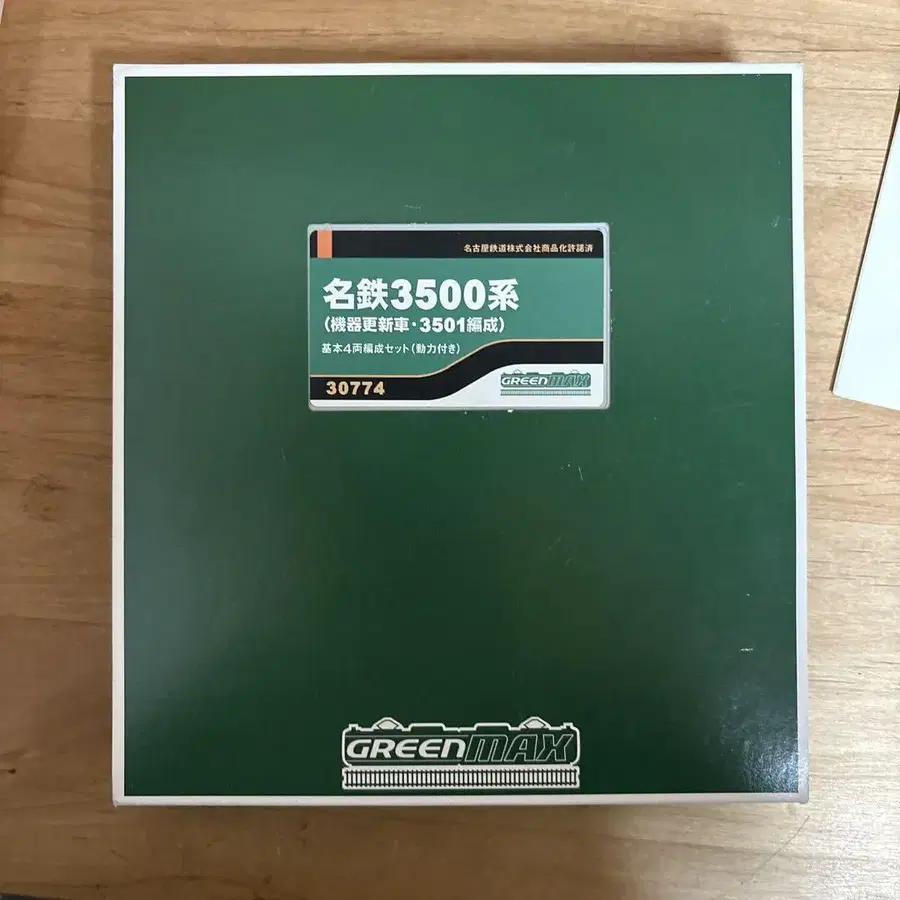 名古屋鉄道株式会社商品化許諾済
名鉄3500系
（機器更新車・3501編成）
基本4両編成セット（動力付き）
30774
GREENMAX
GREENMAX